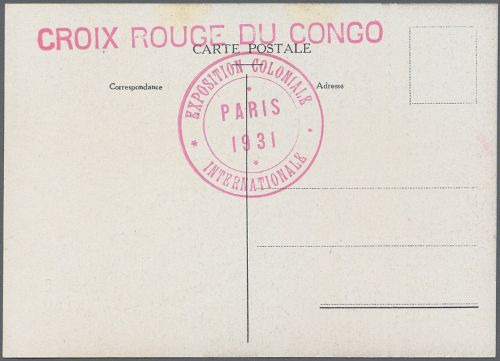 CROIX ROUGE DU CONGO
CARTE POSTALE
Correspondance
Adresse
EXPOSITION COLONIALE
PARIS
1931
INTERNATIONALE